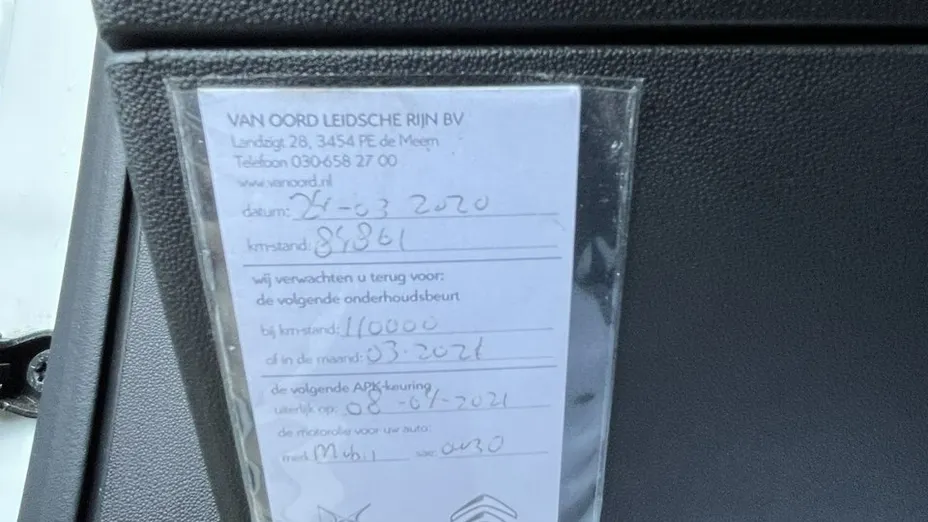 VAN OORD LEIDSCHE RIJN BV
Landzigt 28, 3454 PE de Meern
Telefoon 030-658 27 00
www.vanoord.nl
datum: 24-03 2020
km-stand: 84861
wij verwachten u terug voor:
de volgende onderhoudsbeurt
bij km-stand: 110000
of in de maand: 03.2021
de volgende APK-keuring
uiterlijk op: 08-04-2021
de motorolie voor uw auto:
merk: Mobil sae: 0W30